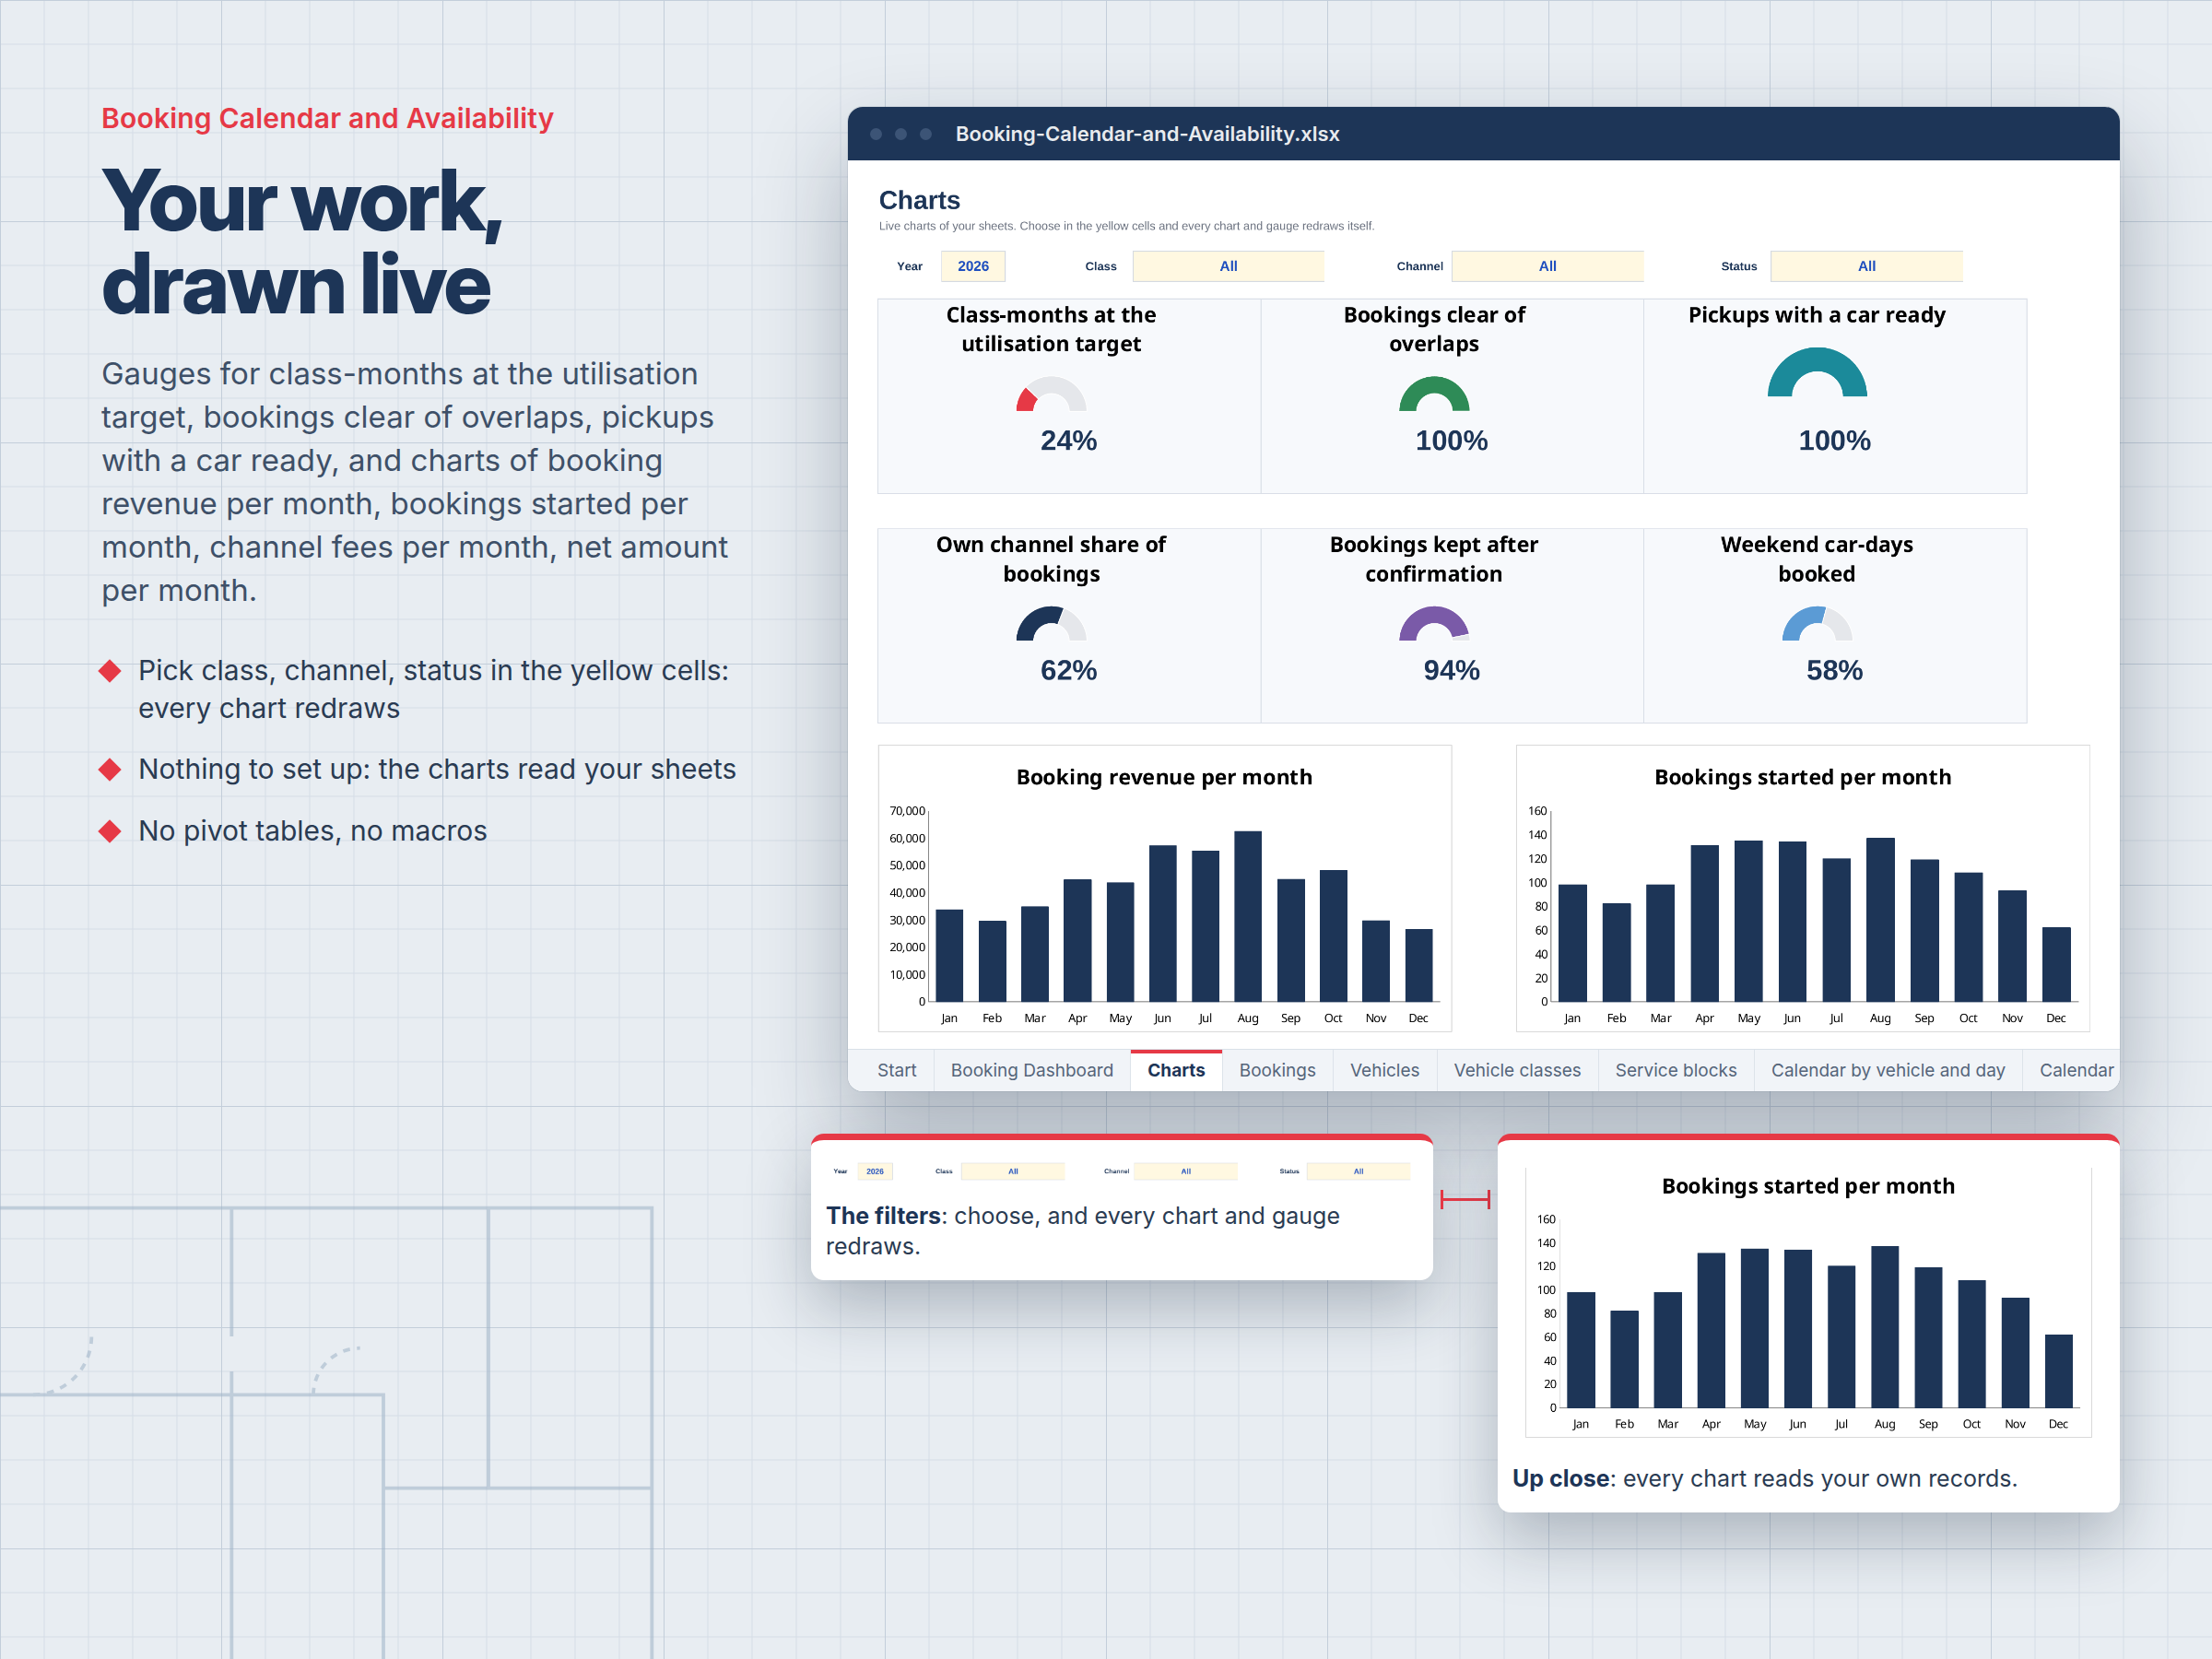 Booking Calendar and Availability
Your work,
drawn live
Gauges for class-months at the utilisation
target, bookings clear of overlaps, pickups
with a car ready, and charts of booking
revenue per month, bookings started per
month, channel fees per month, net amount
per month.
Pick class, channel, status in the yellow cells:
every chart redraws
Nothing to set up: the charts read your sheets
No pivot tables, no macros
Booking-Calendar-and-Availability.xlsx
Charts
Live charts of your sheets. Choose in the yellow cells and every chart and gauge redraws itself.
Year 2026 Class All Channel All Status All
Class-months at the
utilisation target
24%
Bookings clear of
overlaps
100%
Pickups with a car ready
100%
Own channel share of
bookings
62%
Bookings kept after
confirmation
94%
Weekend car-days
booked
58%
Booking revenue per month
70,000
60,000
50,000
40,000
30,000
20,000
10,000
0
Jan Feb Mar Apr May Jun Jul Aug Sep Oct Nov Dec
Bookings started per month
160
140
120
100
80
60
40
20
0
Jan Feb Mar Apr May Jun Jul Aug Sep Oct Nov Dec
Start Booking Dashboard Charts Bookings Vehicles Vehicle classes Service blocks Calendar by vehicle and day Calendar
Year 2026 Class All Channel All Status All
The filters: choose, and every chart and gauge
redraws.
Bookings started per month
160
140
120
100
80
60
40
20
0
Jan Feb Mar Apr May Jun Jul Aug Sep Oct Nov Dec
Up close: every chart reads your own records.